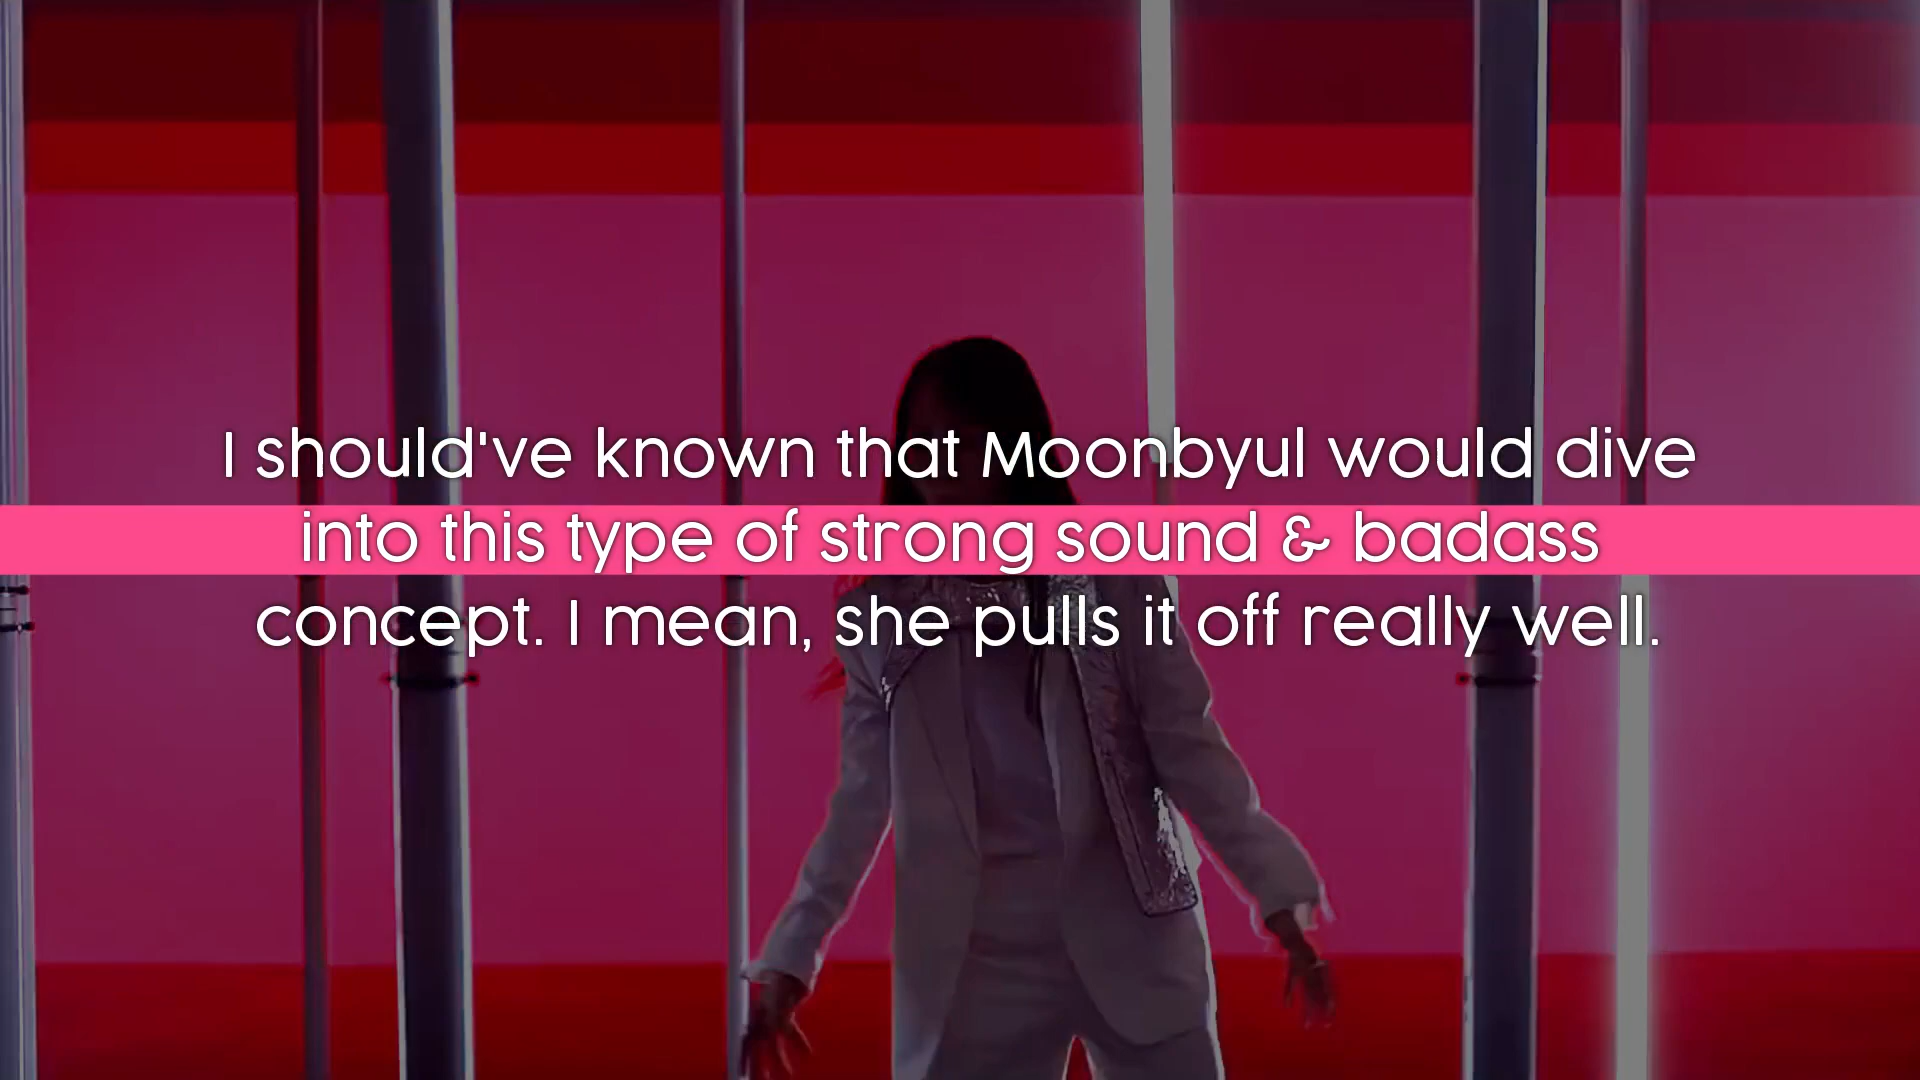 I should've known that Moonbyul would dive
into this type of strong sound & badass
concept. I mean, she pulls it off really well.